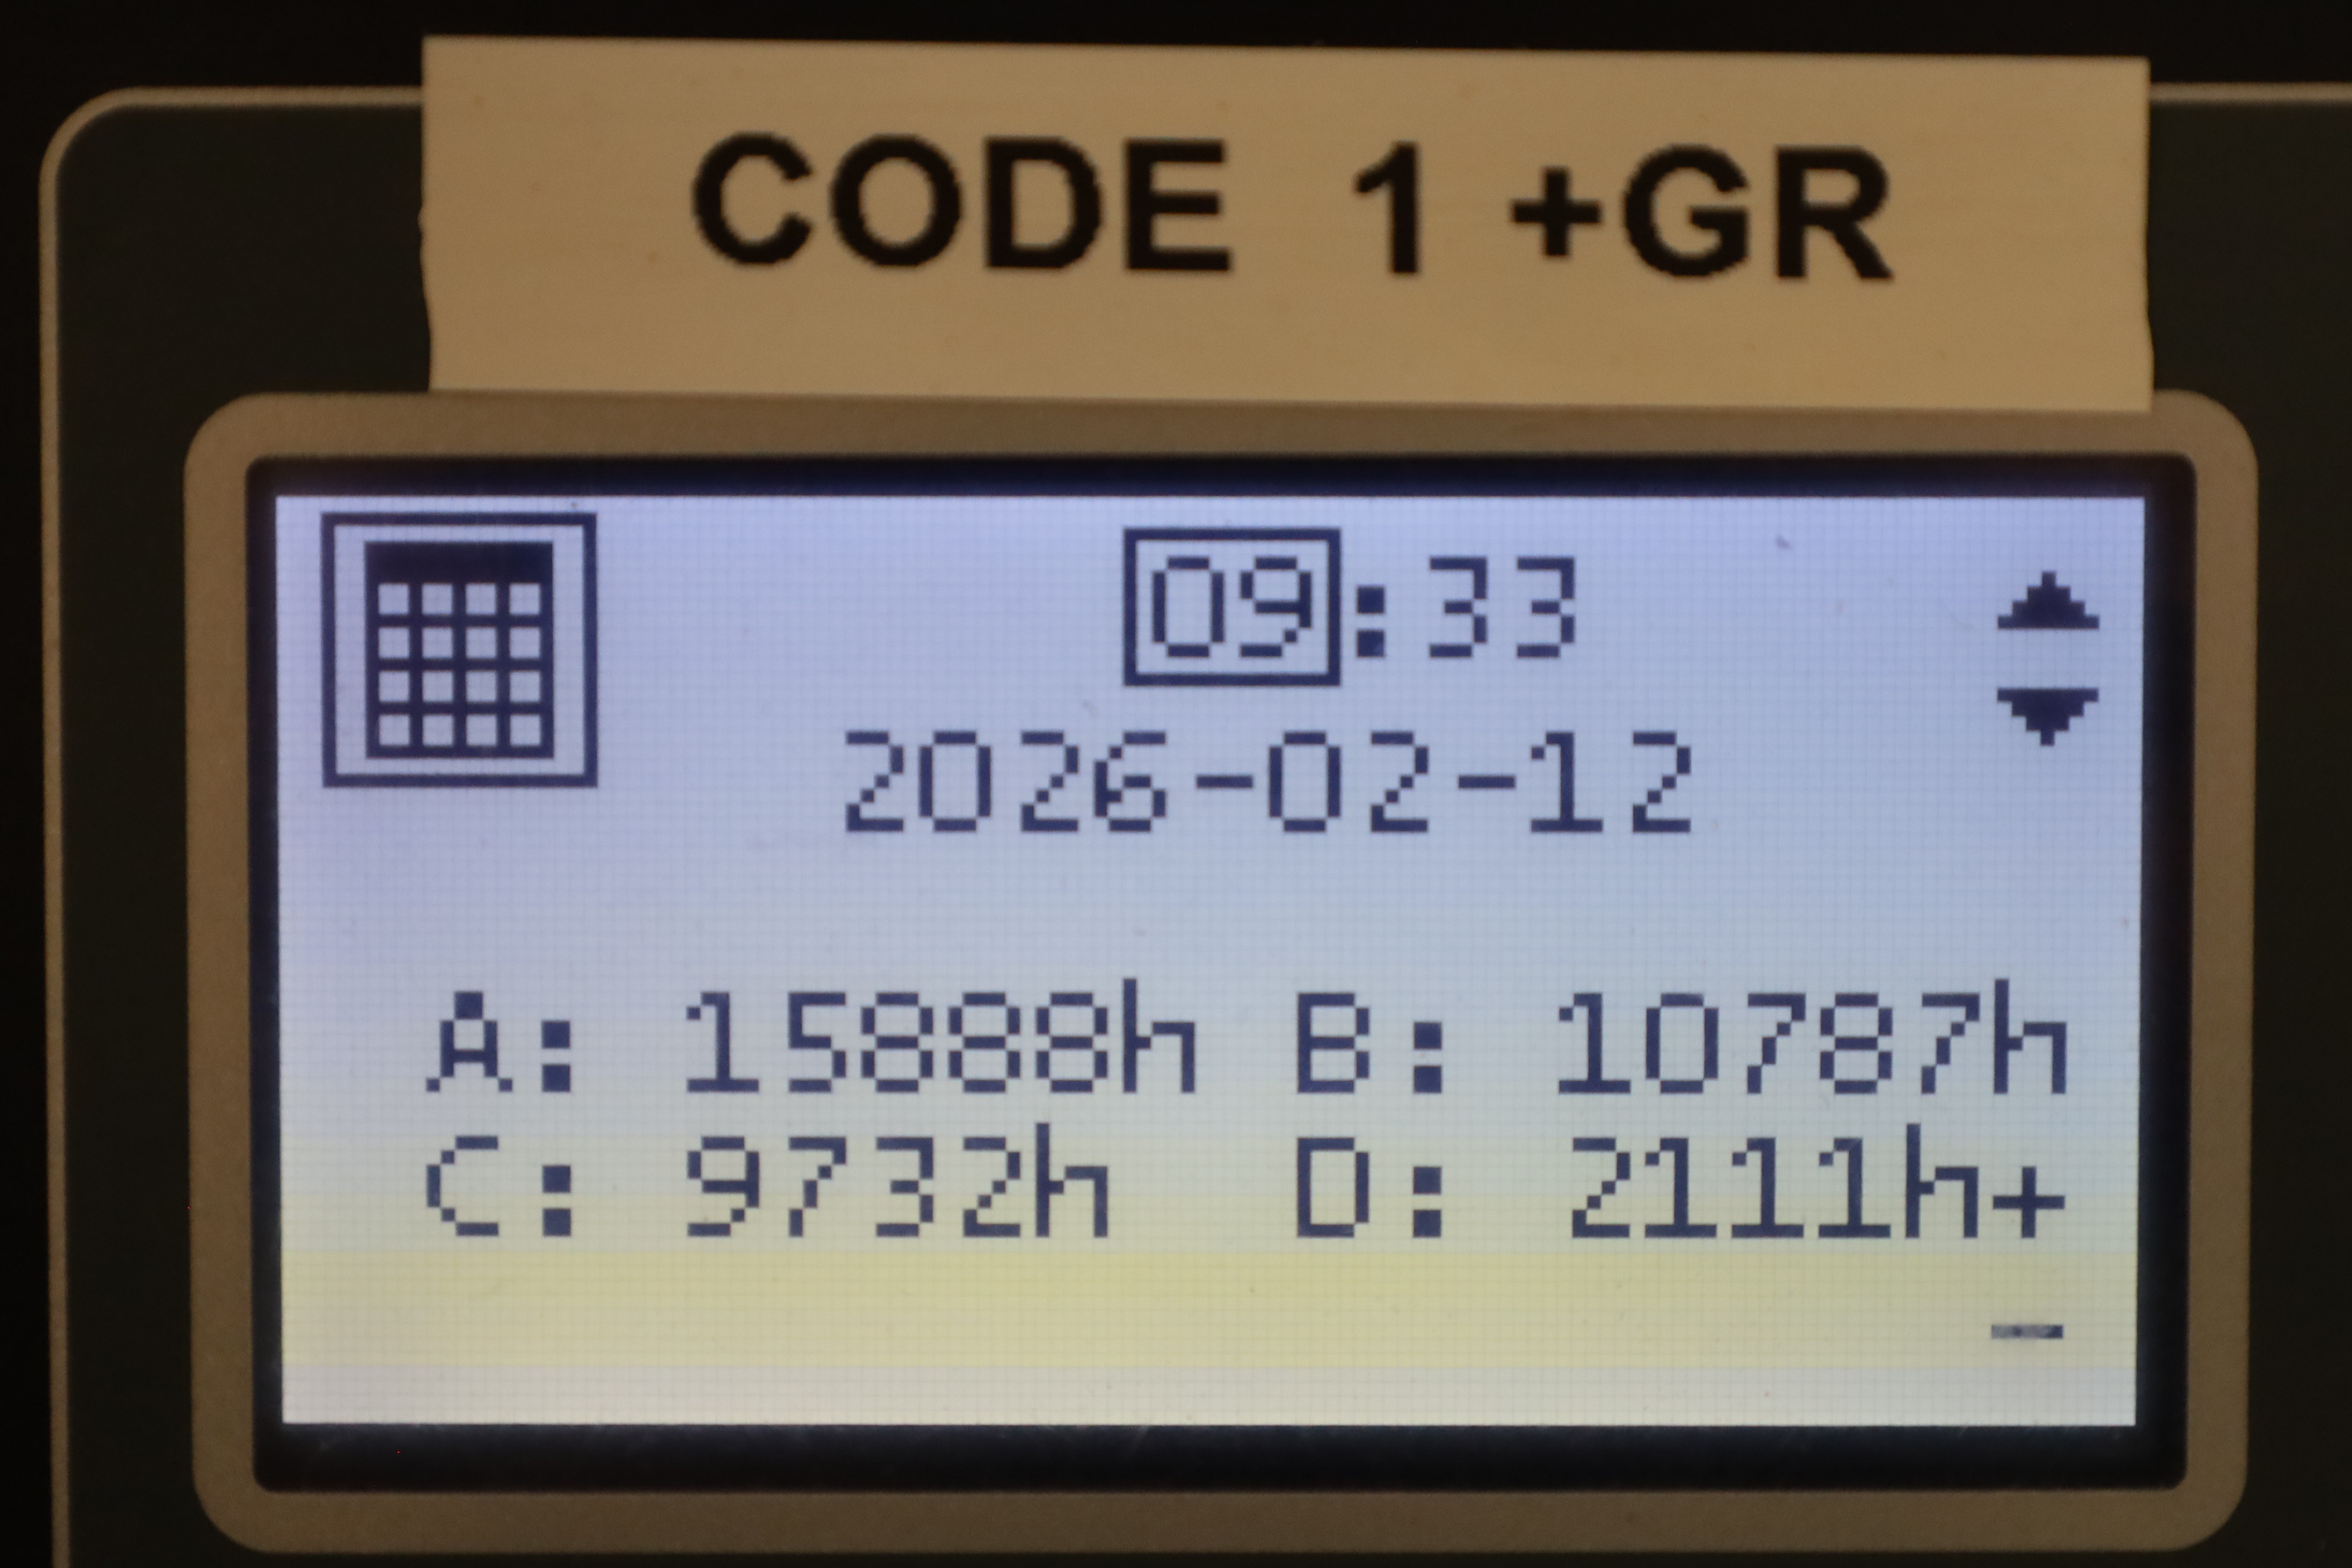 CODE 1 +GR
09:33
2026-02-12
A: 15888h B: 10787h
C: 9732h D: 2111h+
-